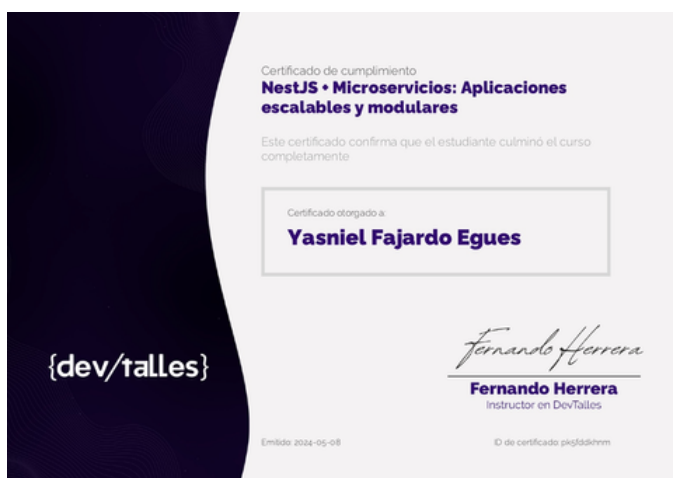 Certificado de cumplimiento
NestJS + Microservicios: Aplicaciones
escalables y modulares
Este certificado confirma que el estudiante culminó el curso
completamente
Certificado otorgado a:
Yasniel Fajardo Egues
{dev/talles}
Fernando Herrera
Fernando Herrera
Instructor en DevTalles
Emitido: 2024-05-08
ID de certificado: pk5fddkhnm